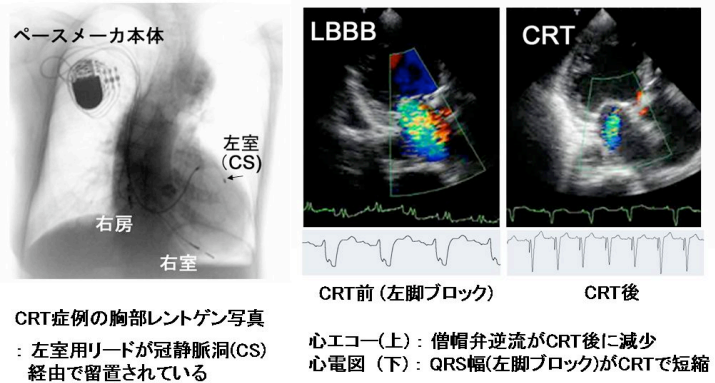 ペースメーカ本体
左室
(CS)
右房
右室
CRT症例の胸部レントゲン写真
： 左室用リードが冠静脈洞(CS)
経由で留置されている
LBBB
CRT
CRT前 (左脚ブロック)
CRT後
心エコー(上)： 僧帽弁逆流がCRT後に減少
心電図 (下)： QRS幅(左脚ブロック)がCRTで短縮